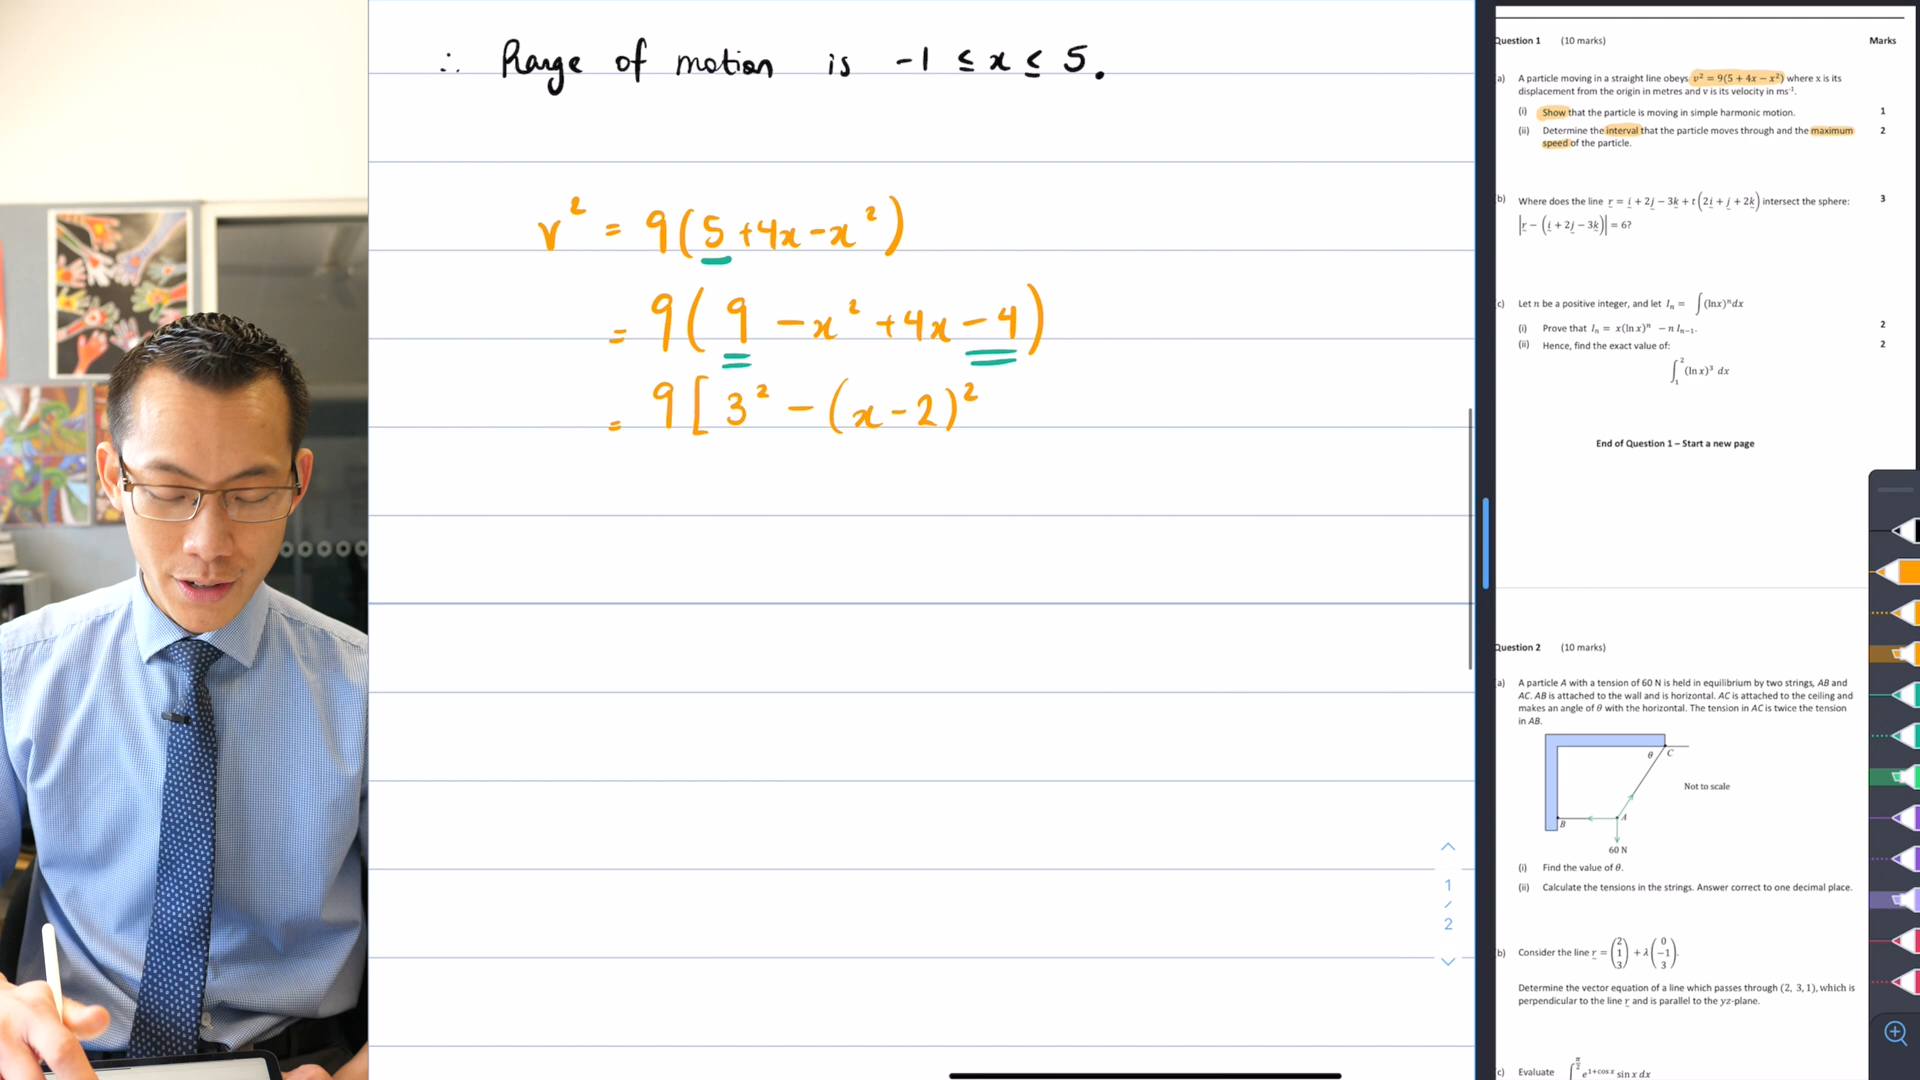 ∴ Range of motion is -1 ≤ x ≤ 5.
v² = 9(5+4x-x²)
= 9(9 -x² +4x -4)
= 9[3² - (x-2)²
1
/
2
Question 1 (10 marks) Marks
a) A particle moving in a straight line obeys v² = 9(5 + 4x − x²) where x is its
displacement from the origin in metres and v is its velocity in ms⁻¹.
(i) Show that the particle is moving in simple harmonic motion. 1
(ii) Determine the interval that the particle moves through and the maximum 2
speed of the particle.
b) Where does the line r = i + 2j − 3k + t(2i + j + 2k) intersect the sphere: 3
|r − (i + 2j − 3k)| = 6?
c) Let n be a positive integer, and let Iₙ = ∫(lnx)ⁿdx
(i) Prove that Iₙ = x(ln x)ⁿ − n Iₙ₋₁. 2
(ii) Hence, find the exact value of: 2
∫₁² (ln x)³ dx
End of Question 1 – Start a new page
Question 2 (10 marks)
a) A particle A with a tension of 60 N is held in equilibrium by two strings, AB and
AC. AB is attached to the wall and is horizontal. AC is attached to the ceiling and
makes an angle of θ with the horizontal. The tension in AC is twice the tension
in AB.
θ C
Not to scale
B A
60 N
(i) Find the value of θ.
(ii) Calculate the tensions in the strings. Answer correct to one decimal place.
b) Consider the line r = (2 1 3) + λ(0 −1 3).
Determine the vector equation of a line which passes through (2, 3, 1), which is
perpendicular to the line r and is parallel to the yz-plane.
c) Evaluate ∫ π/2 e^(1+cos x) sin x dx